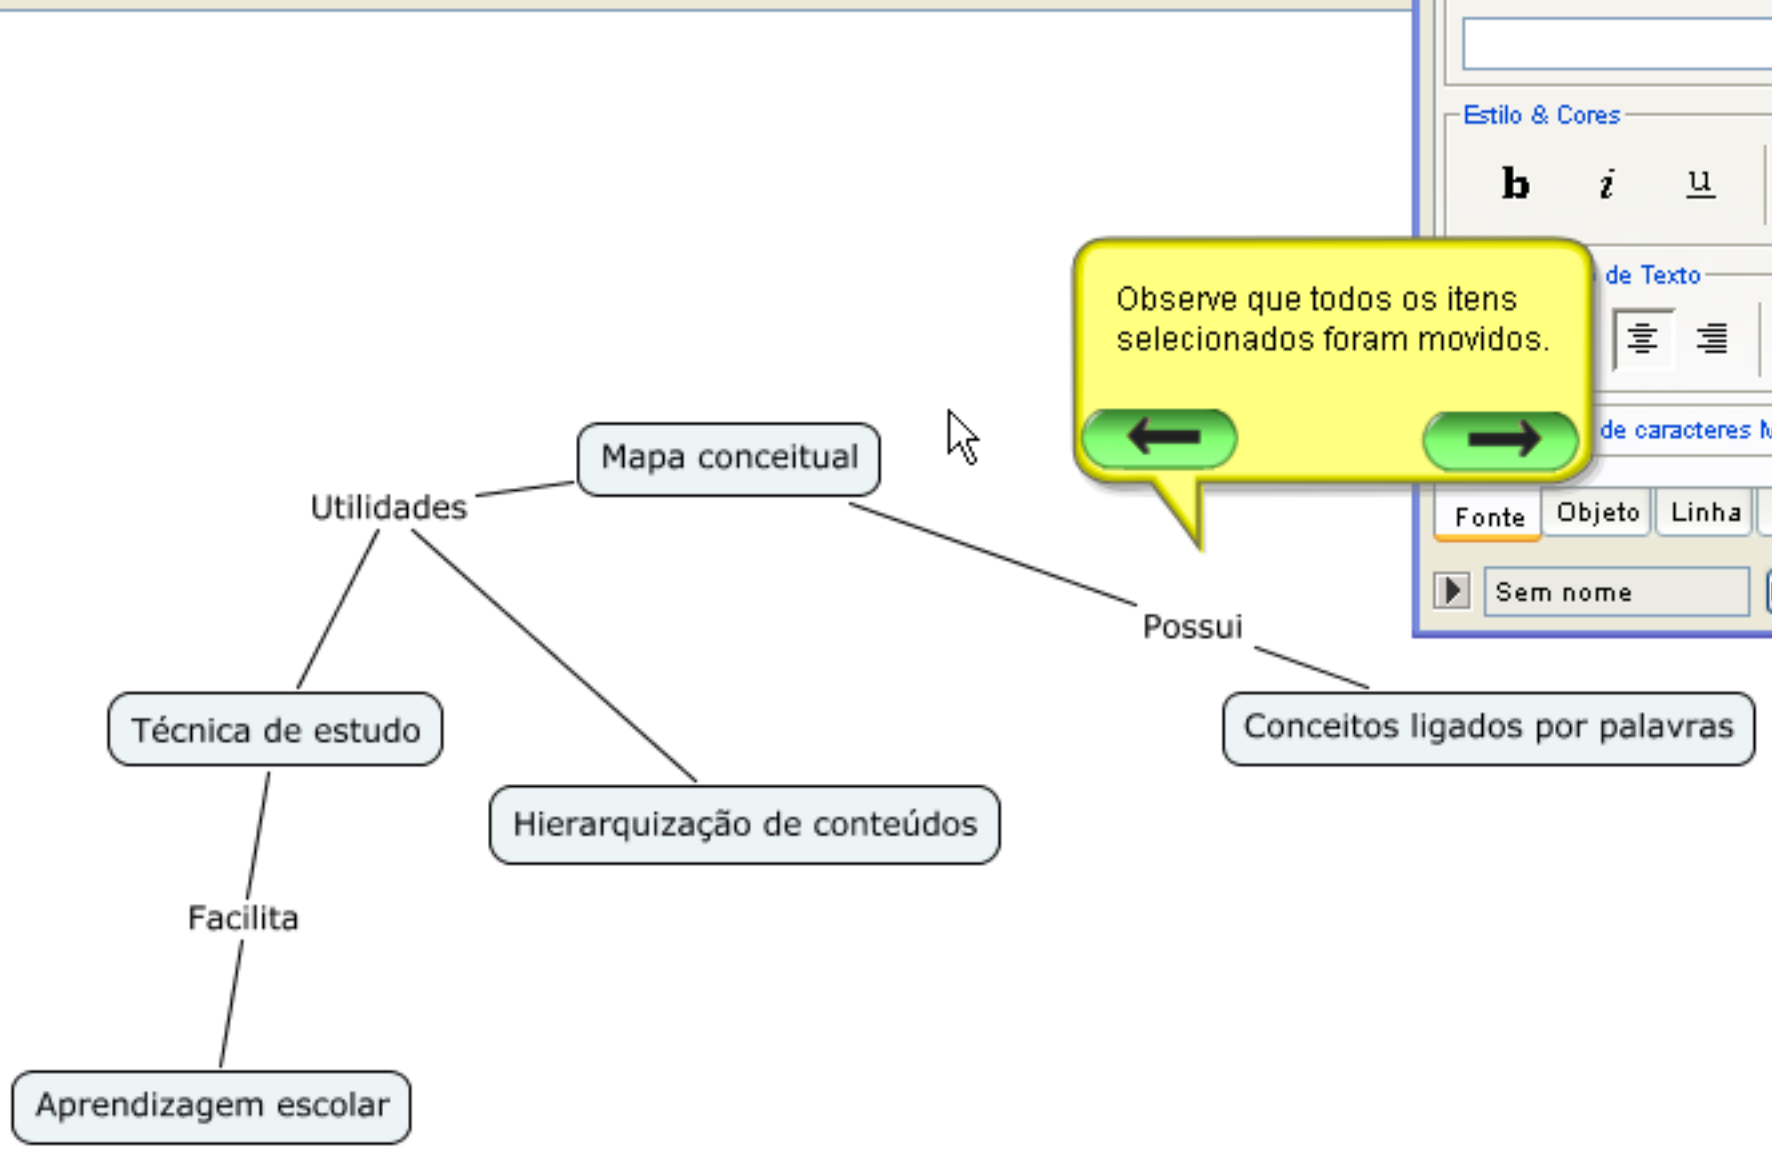 Estilo & Cores
b i u
de Texto
Observe que todos os itens
selecionados foram movidos.
de caracteres
Mapa conceitual
Utilidades
Fonte Objeto Linha
Sem nome
Possui
Técnica de estudo
Conceitos ligados por palavras
Hierarquização de conteúdos
Facilita
Aprendizagem escolar